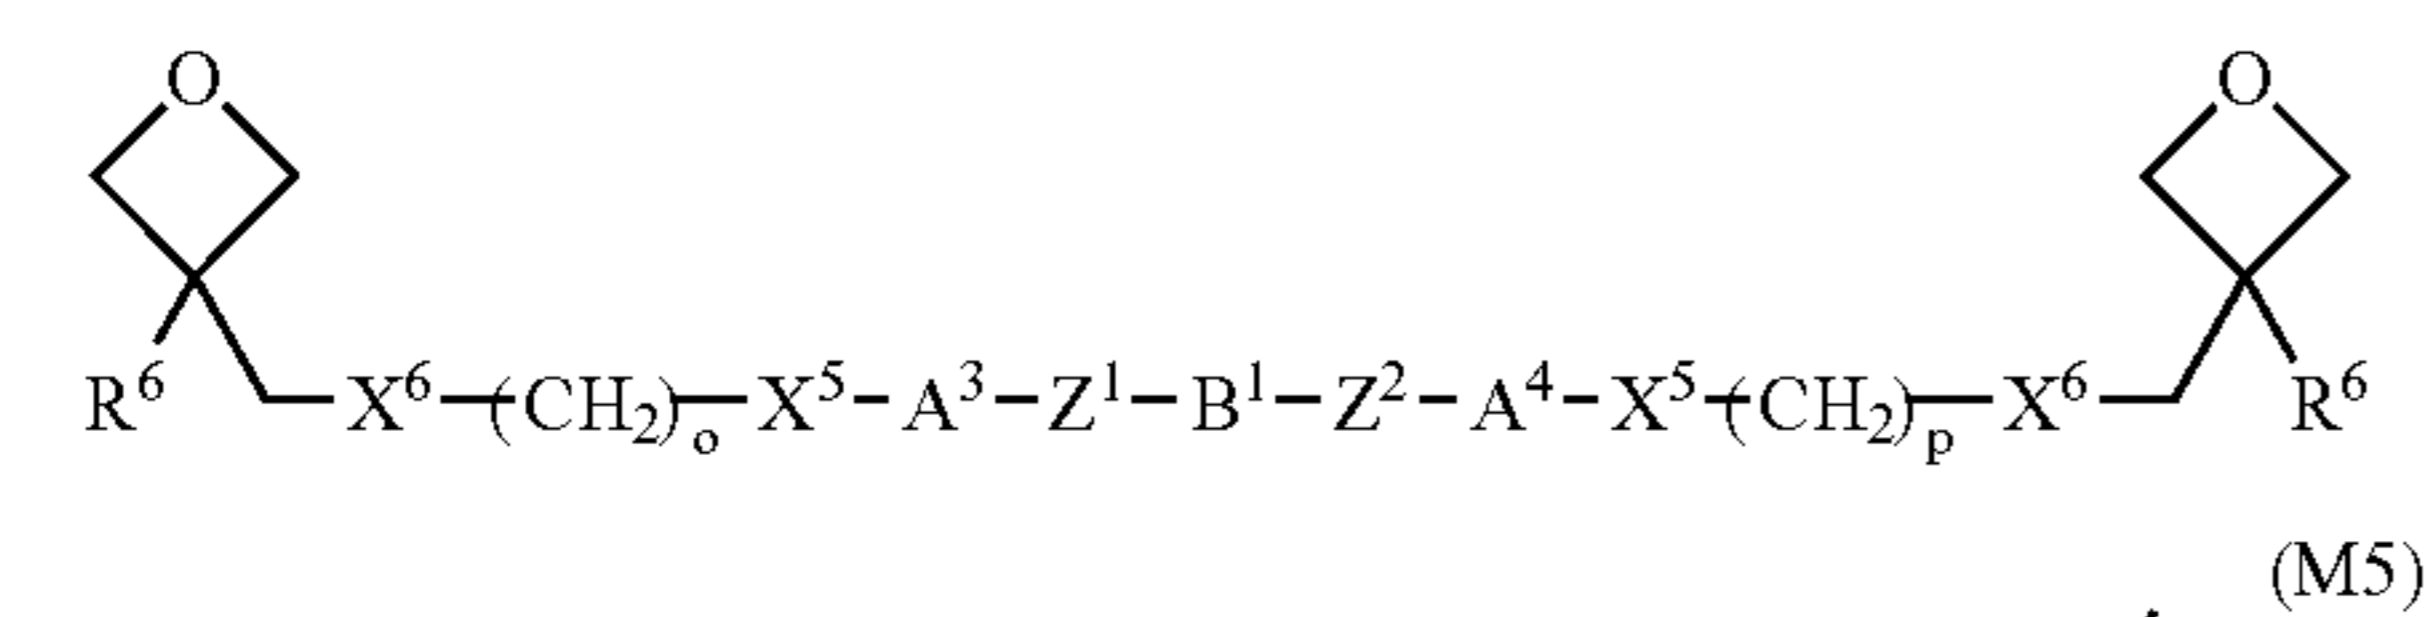 O O
R⁶ X⁶—(CH₂)ₒ—X⁵–A³–Z¹–B¹–Z²–A⁴–X⁵–(CH₂)ₚ—X⁶ R⁶
(M5)